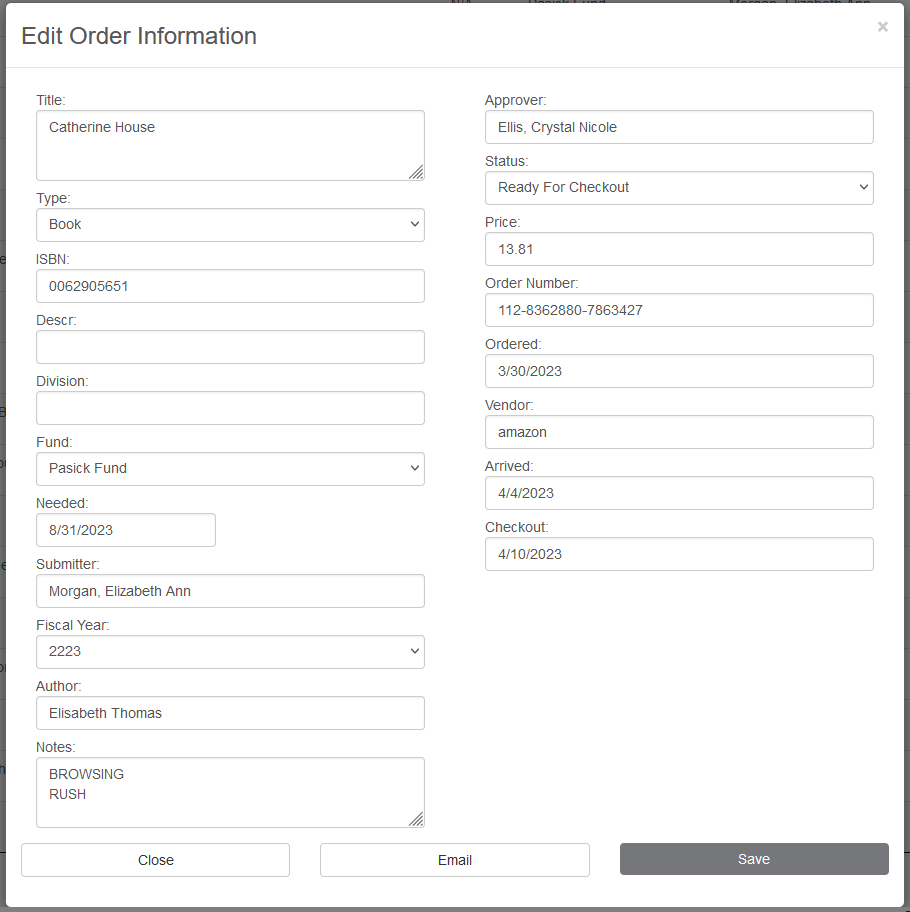 Edit Order Information
×
Title:
Catherine House
Type:
Book
ISBN:
0062905651
Descr:
Division:
Fund:
Pasick Fund
Needed:
8/31/2023
Submitter:
Morgan, Elizabeth Ann
Fiscal Year:
2223
Author:
Elisabeth Thomas
Notes:
BROWSING
RUSH
Approver:
Ellis, Crystal Nicole
Status:
Ready For Checkout
Price:
13.81
Order Number:
112-8362880-7863427
Ordered:
3/30/2023
Vendor:
amazon
Arrived:
4/4/2023
Checkout:
4/10/2023
Close
Email
Save